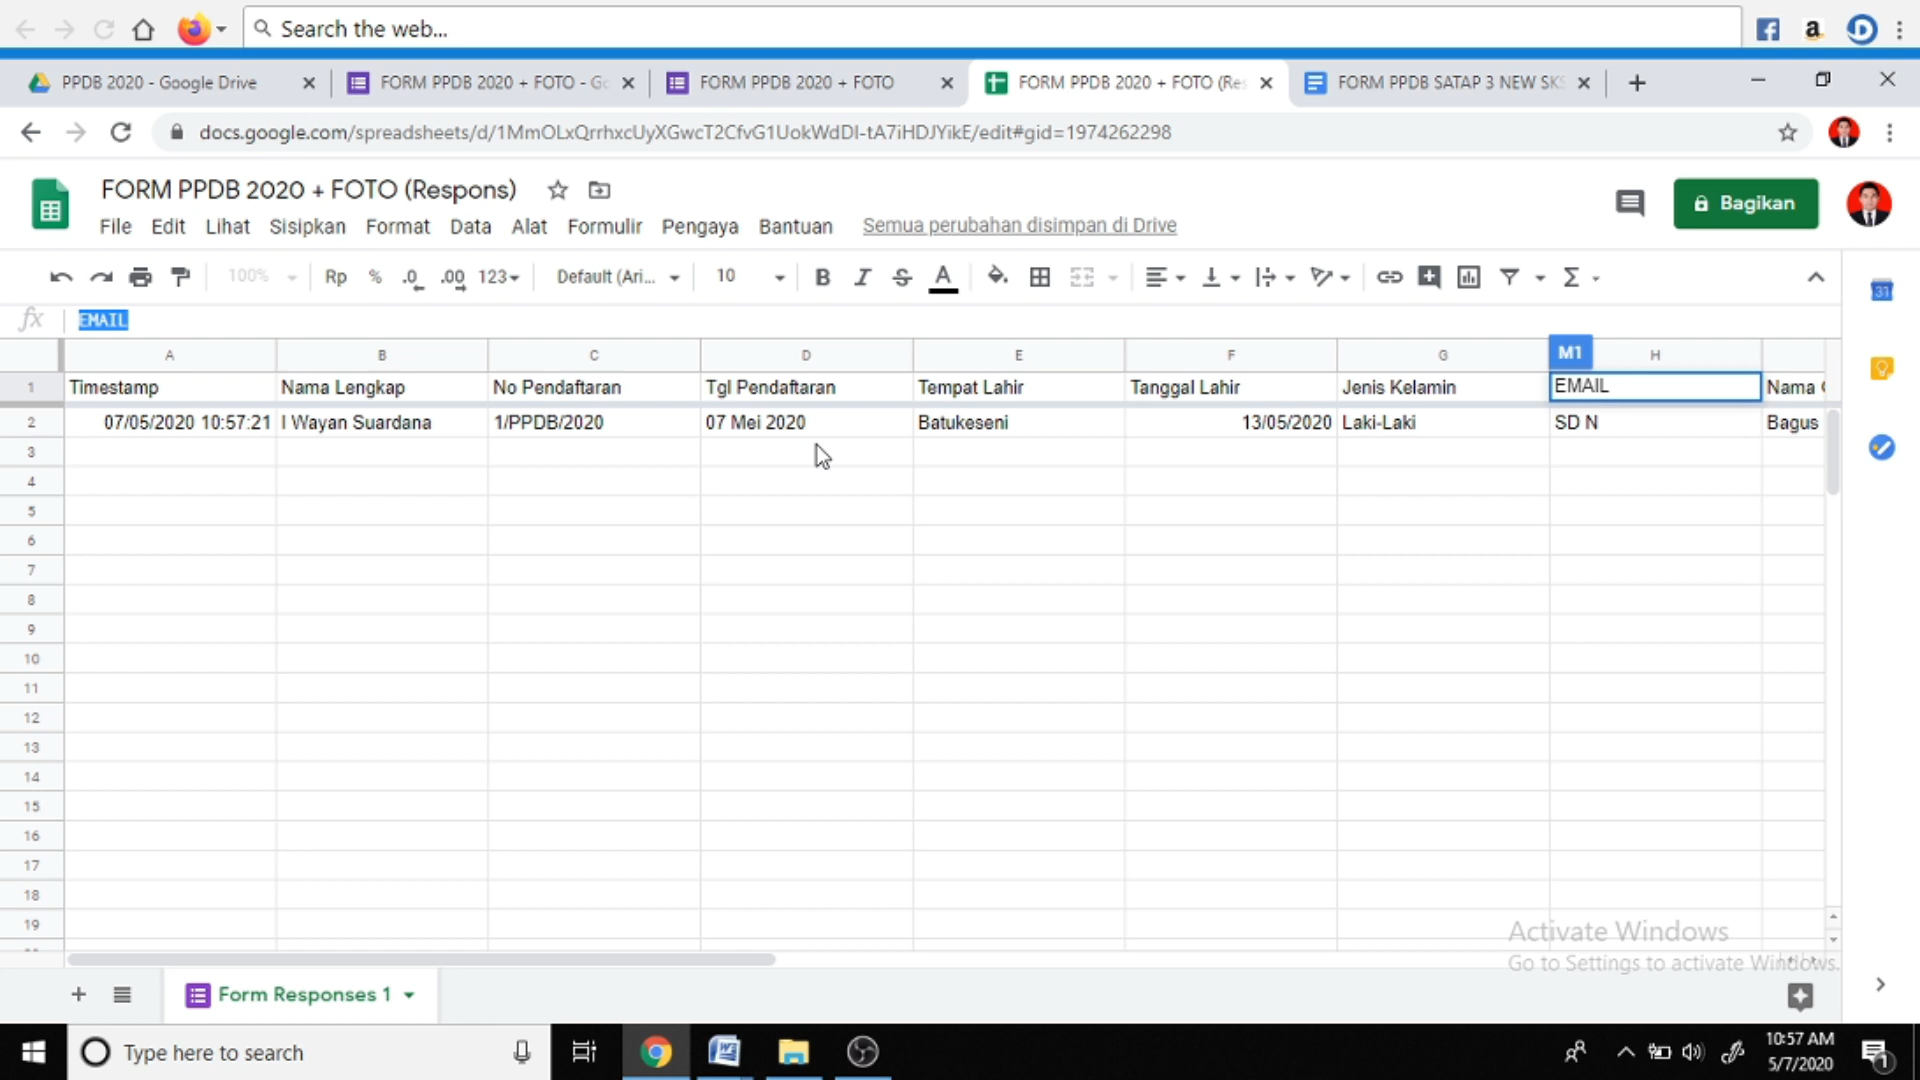 Search the web...
PPDB 2020 - Google Drive
FORM PPDB 2020 + FOTO - Go
FORM PPDB 2020 + FOTO
FORM PPDB 2020 + FOTO (Res
FORM PPDB SATAP 3 NEW SKS
docs.google.com/spreadsheets/d/1MmOLxQrrhxcUyXGwcT2CfvG1UokWdDI-tA7iHDJYikE/edit#gid=1974262298
FORM PPDB 2020 + FOTO (Respons)
File Edit Lihat Sisipkan Format Data Alat Formulir Pengaya Bantuan Semua perubahan disimpan di Drive
Bagikan
100% Rp % .0 .00 123 Default (Ari... 10 B I S A Σ
31
fx EMAIL
A B C D E F G M1 H
1 Timestamp Nama Lengkap No Pendaftaran Tgl Pendaftaran Tempat Lahir Tanggal Lahir Jenis Kelamin EMAIL Nama
2 07/05/2020 10:57:21 I Wayan Suardana 1/PPDB/2020 07 Mei 2020 Batukeseni 13/05/2020 Laki-Laki SD N Bagus
3
4
5
6
7
8
9
10
11
12
13
14
15
16
17
18
19
Activate Windows
Go to Settings to activate Windows.
Form Responses 1
Type here to search
10:57 AM
5/7/2020
1